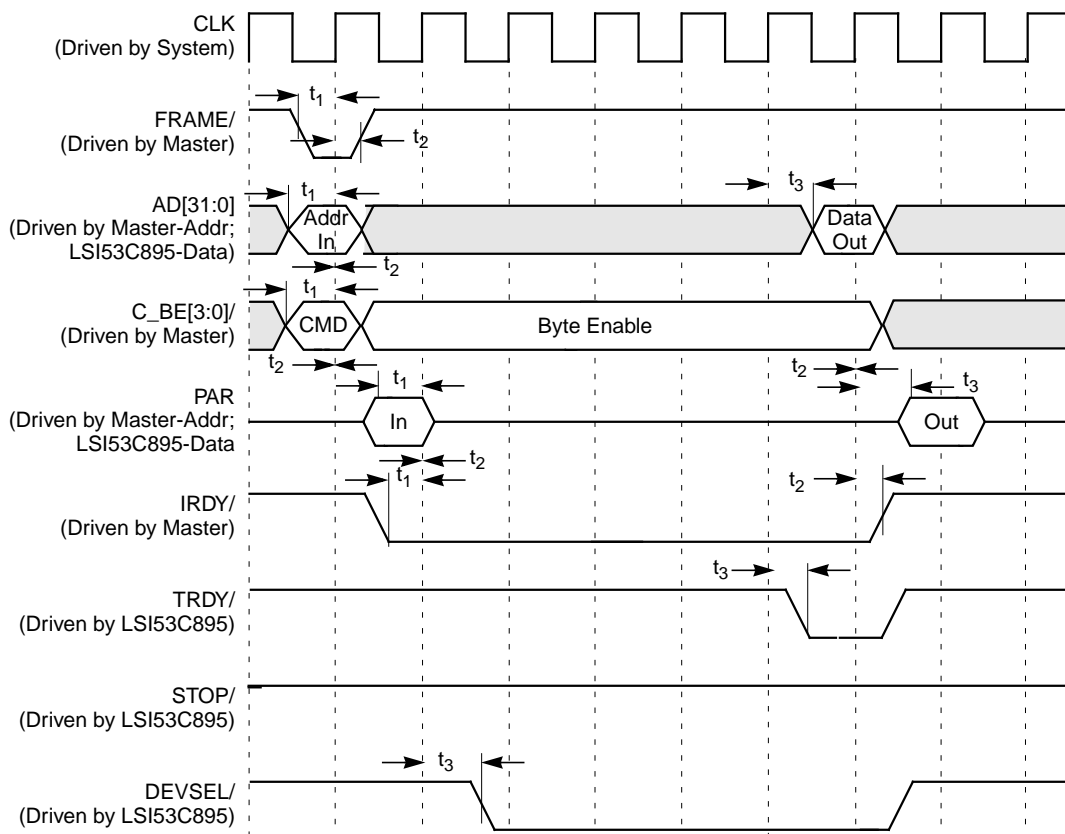 CLK
(Driven by System)
t1
FRAME/
(Driven by Master)
t2
t1
t3
AD[31:0]
(Driven by Master-Addr;
LSI53C895-Data)
Addr
In
Data
Out
t2
t1
C_BE[3:0]/
(Driven by Master)
CMD
Byte Enable
t2
t2
t1
t3
PAR
(Driven by Master-Addr;
LSI53C895-Data
In
Out
t2
t1
t2
IRDY/
(Driven by Master)
t3
TRDY/
(Driven by LSI53C895)
STOP/
(Driven by LSI53C895)
t3
DEVSEL/
(Driven by LSI53C895)